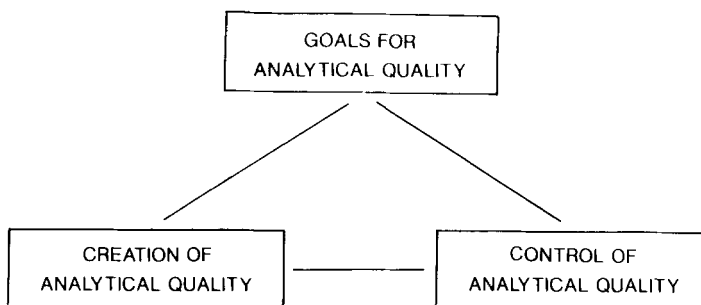 GOALS FOR
ANALYTICAL QUALITY
CREATION OF
ANALYTICAL QUALITY
CONTROL OF
ANALYTICAL QUALITY